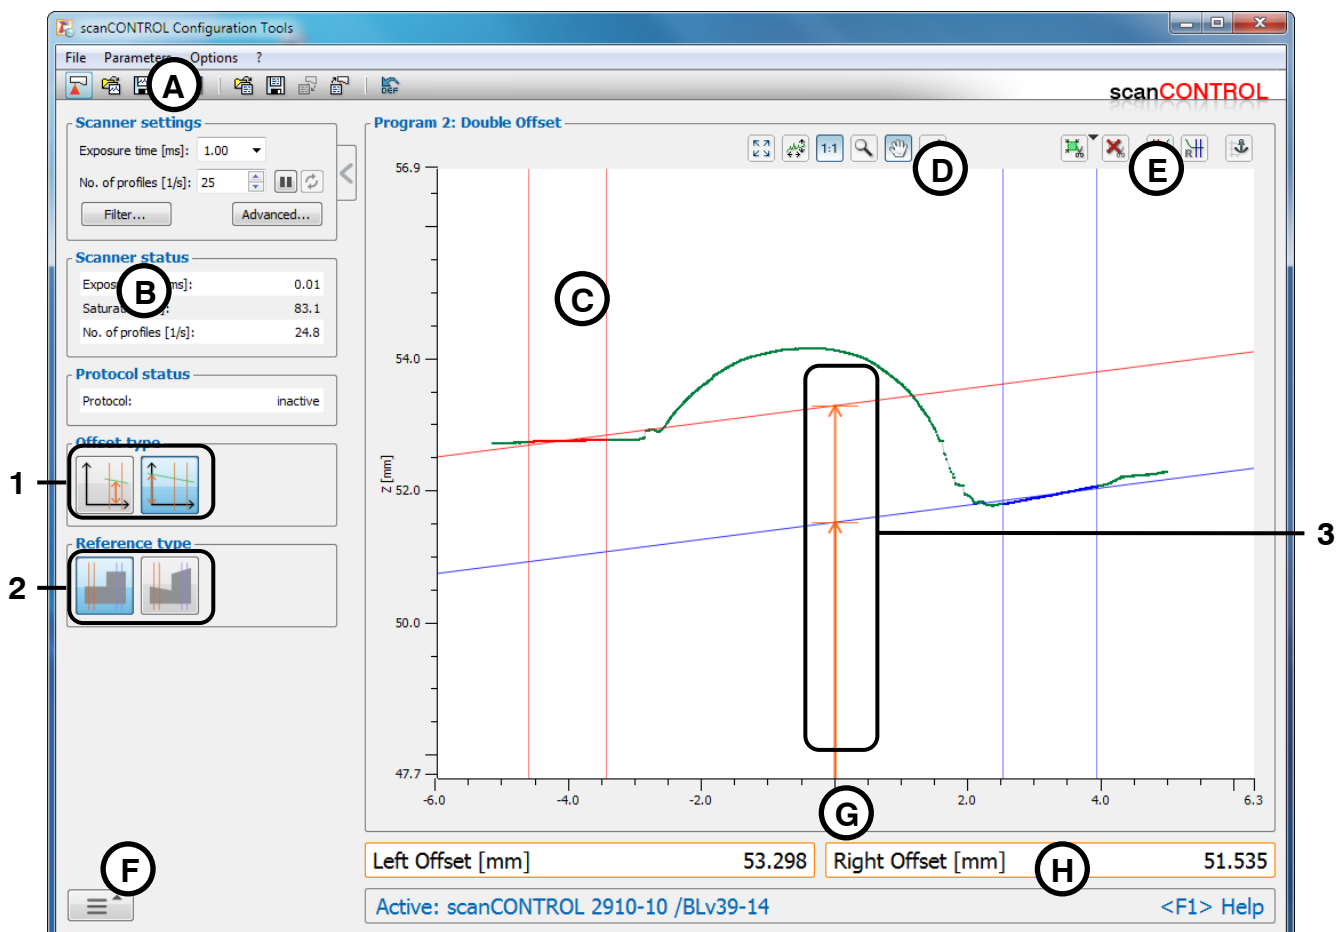 scanCONTROL Configuration Tools
File Parameters Options ?
A
DEF
scanCONTROL
Scanner settings
Exposure time [ms]: 1.00
No. of profiles [1/s]: 25
Filter... Advanced...
Scanner status
ms]: 0.01
83.1
No. of profiles [1/s]: 24.8
B
Protocol status
Protocol: inactive
Offset type
1
Reference type
2
F
Program 2: Double Offset
1:1
D
R
E
C
3
Z [mm]
56.9
54.0
52.0
50.0
47.7
-6.0 -4.0 -2.0 2.0 4.0 6.3
G
Left Offset [mm] 53.298
Right Offset [mm] 51.535
H
Active: scanCONTROL 2910-10 /BLv39-14 <F1> Help